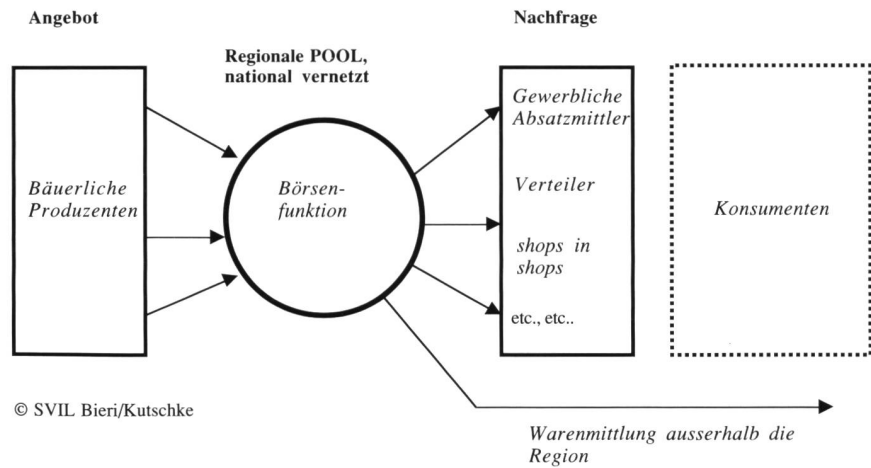 Angebot
Nachfrage
Regionale POOL,
national vernetzt
Bäuerliche
Produzenten
Börsen-
funktion
Gewerbliche
Absatzmittler
Verteiler
shops in
shops
etc., etc..
Konsumenten
© SVIL Bieri/Kutschke
Warenmittlung ausserhalb die
Region